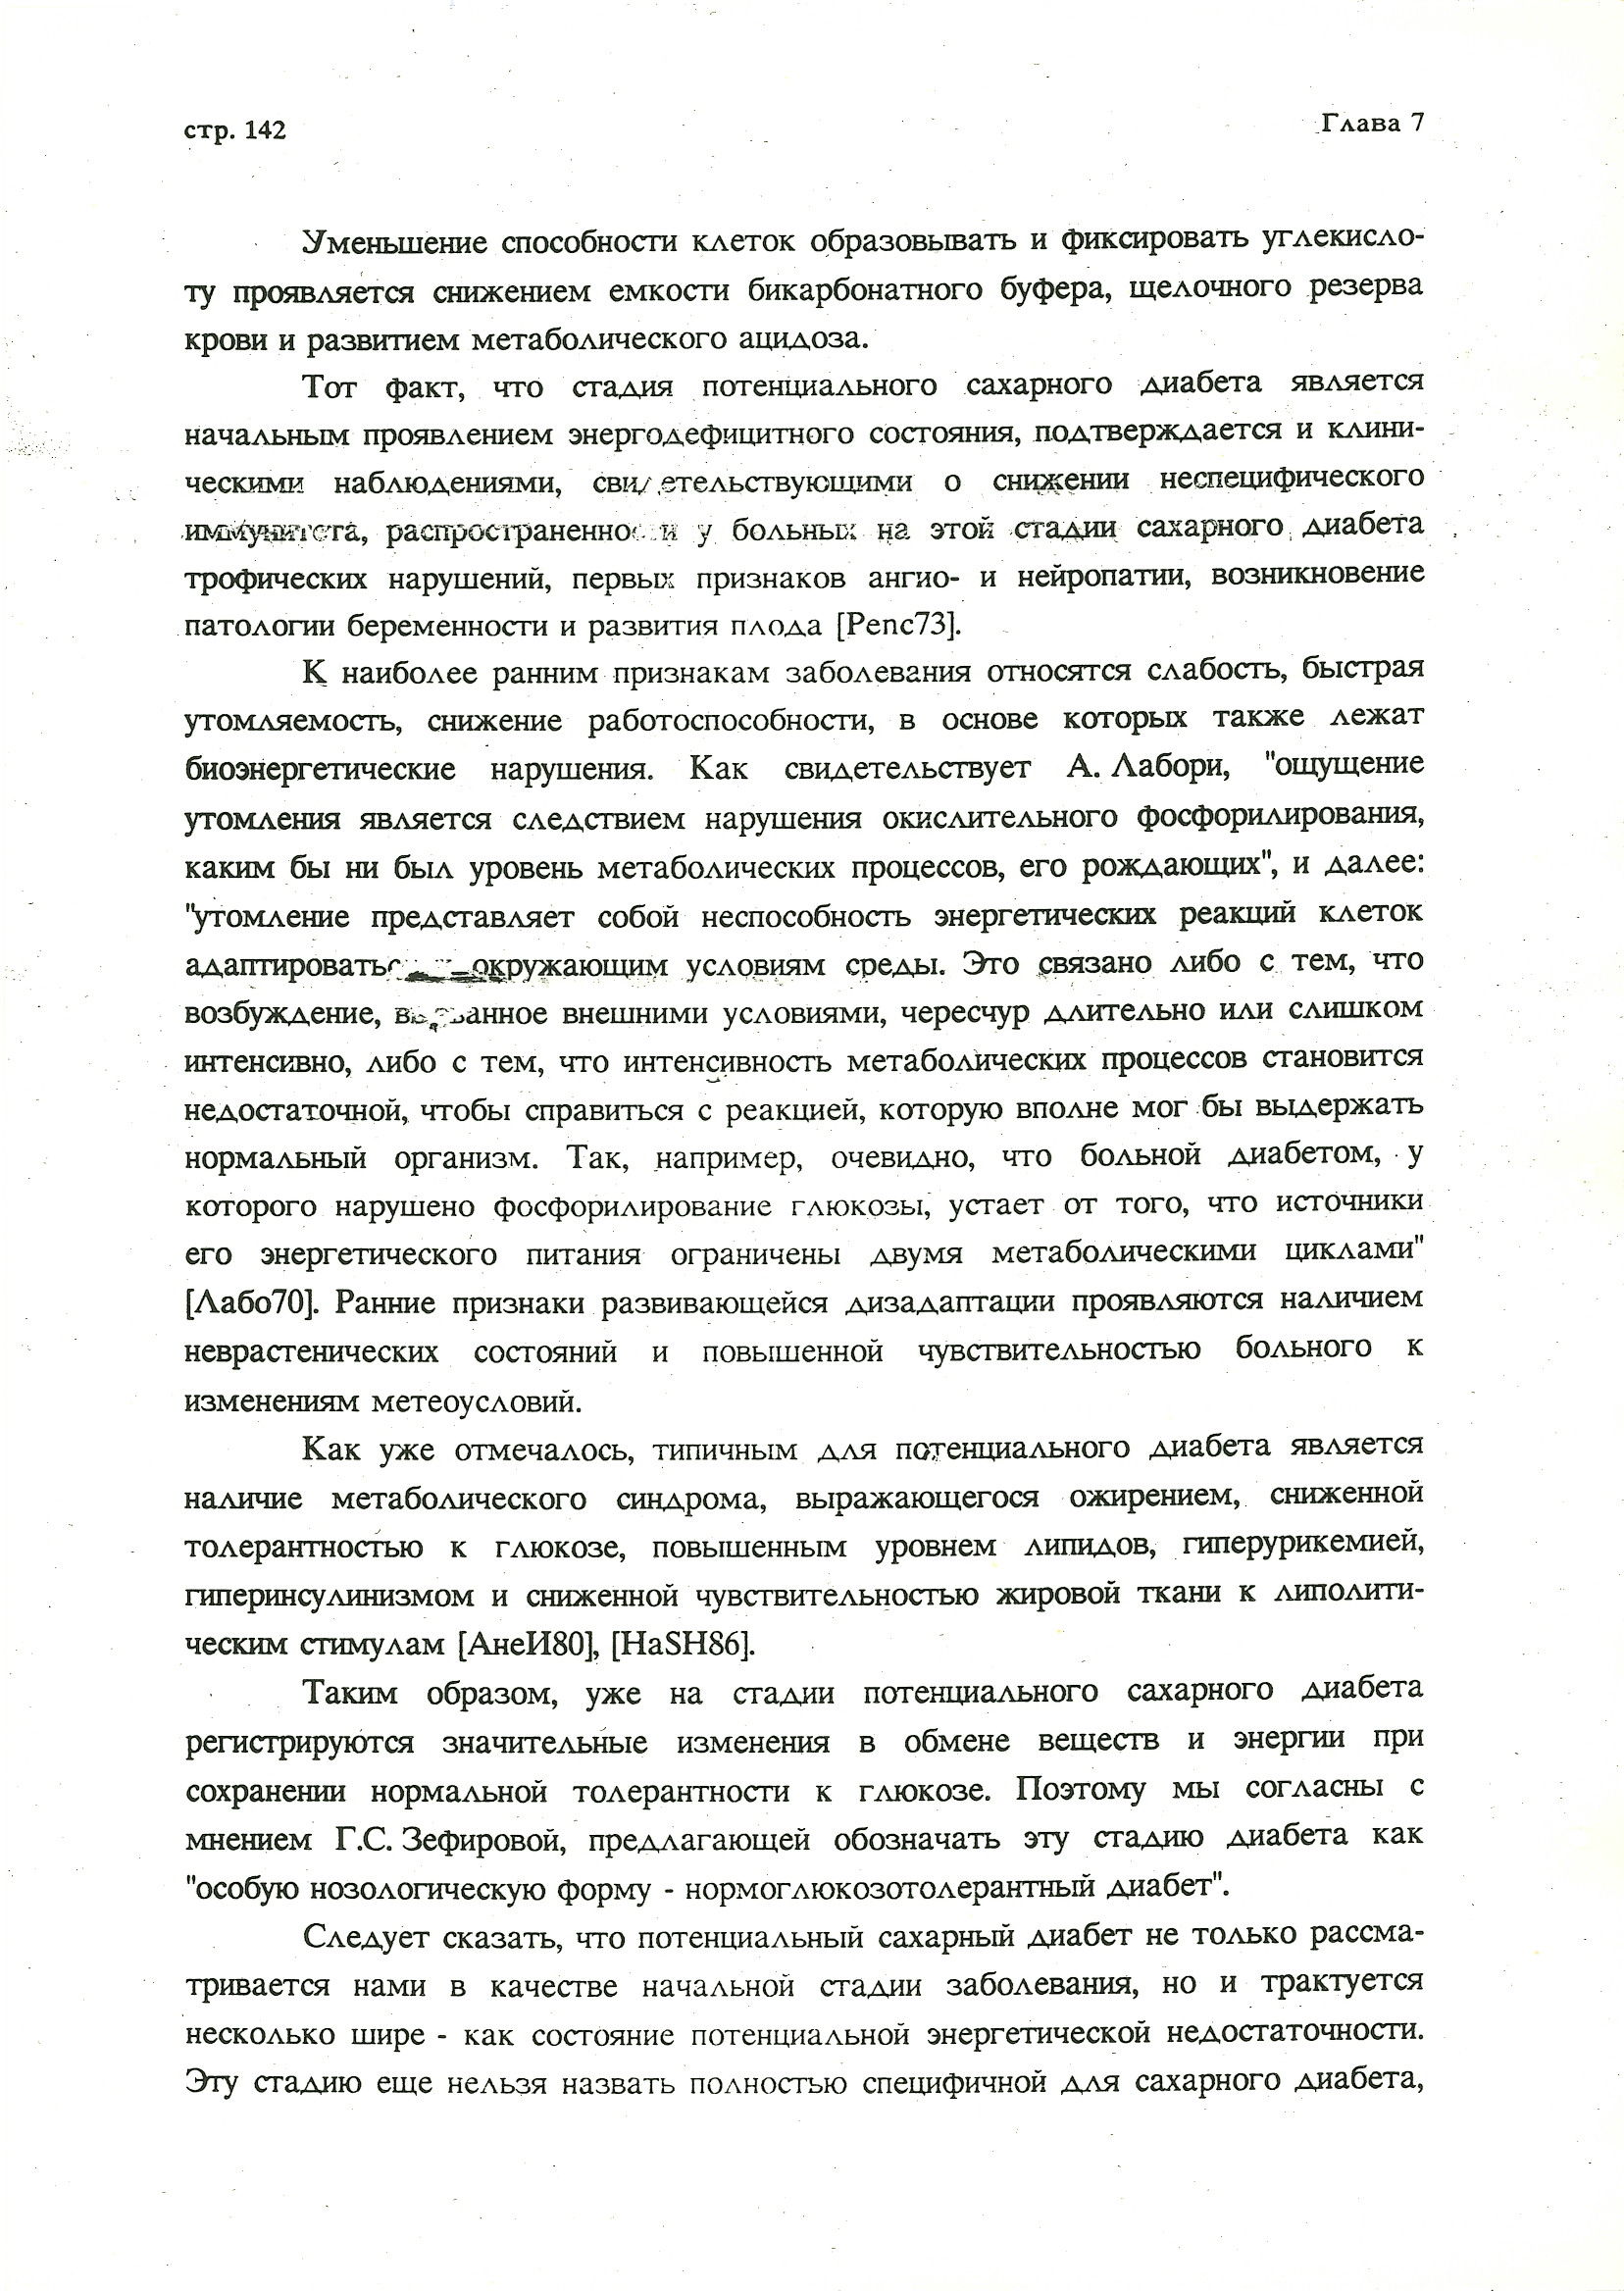 стр. 142
Глава 7
Уменьшение способности клеток образовывать и фиксировать углекисло-
ту проявляется снижением емкости бикарбонатного буфера, щелочного резерва
крови и развитием метаболического ацидоза.
Тот факт, что стадия потенциального сахарного диабета является
начальным проявлением энергодефицитного состояния, подтверждается и клини-
ческими наблюдениями, свидетельствующими о снижении неспецифического
иммунитета, распространенности у больных на этой стадии сахарного диабета
трофических нарушений, первых признаков ангио- и нейропатии, возникновение
патологии беременности и развития плода [Репс73].
К наиболее ранним признакам заболевания относятся слабость, быстрая
утомляемость, снижение работоспособности, в основе которых также лежат
биоэнергетические нарушения. Как свидетельствует А. Лабори, "ощущение
утомления является следствием нарушения окислительного фосфорилирования,
каким бы ни был уровень метаболических процессов, его рождающих", и далее:
"утомление представляет собой неспособность энергетических реакций клеток
адаптироваться окружающим условиям среды. Это связано либо с тем, что
возбуждение, вызванное внешними условиями, чересчур длительно или слишком
интенсивно, либо с тем, что интенсивность метаболических процессов становится
недостаточной, чтобы справиться с реакцией, которую вполне мог бы выдержать
нормальный организм. Так, например, очевидно, что больной диабетом, у
которого нарушено фосфорилирование глюкозы, устает от того, что источники
его энергетического питания ограничены двумя метаболическими циклами"
[Лабо70]. Ранние признаки развивающейся дизадаптации проявляются наличием
неврастенических состояний и повышенной чувствительностью больного к
изменениям метеоусловий.
Как уже отмечалось, типичным для потенциального диабета является
наличие метаболического синдрома, выражающегося ожирением, сниженной
толерантностью к глюкозе, повышенным уровнем липидов, гиперурикемией,
гиперинсулинизмом и сниженной чувствительностью жировой ткани к липолити-
ческим стимулам [АнеИ80], [HaSH86].
Таким образом, уже на стадии потенциального сахарного диабета
регистрируются значительные изменения в обмене веществ и энергии при
сохранении нормальной толерантности к глюкозе. Поэтому мы согласны с
мнением Г.С. Зефировой, предлагающей обозначать эту стадию диабета как
"особую нозологическую форму - нормоглюкозотолерантный диабет".
Следует сказать, что потенциальный сахарный диабет не только рассма-
тривается нами в качестве начальной стадии заболевания, но и трактуется
несколько шире - как состояние потенциальной энергетической недостаточности.
Эту стадию еще нельзя назвать полностью специфичной для сахарного диабета,